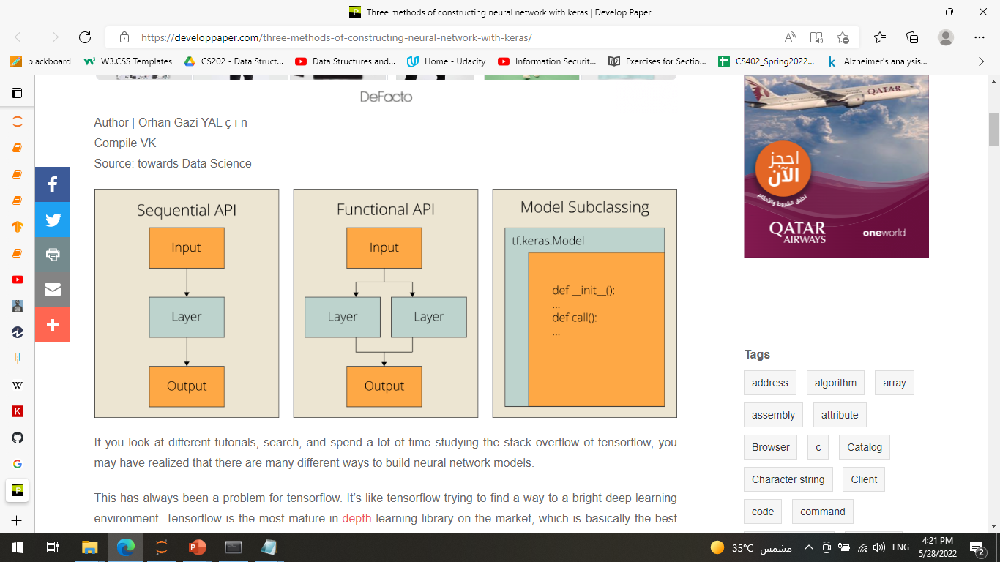 Three methods of constructing neural network with keras | Develop Paper
https://developpaper.com/three-methods-of-constructing-neural-network-with-keras/
blackboard
W3.CSS Templates
CS202 - Data Struct...
Data Structures and...
Home - Udacity
Information Securit...
Exercises for Sectio...
CS402_Spring2022...
Alzheimer's analysis...
DeFacto
Author | Orhan Gazi YAL ç ı n
Compile VK
Source: towards Data Science
Sequential API
Input
Layer
Output
Functional API
Input
Layer
Layer
Output
Model Subclassing
tf.keras.Model
def __init__():
...
def call():
...
If you look at different tutorials, search, and spend a lot of time studying the stack overflow of tensorflow, you
may have realized that there are many different ways to build neural network models.
This has always been a problem for tensorflow. It's like tensorflow trying to find a way to a bright deep learning
environment. Tensorflow is the most mature in-depth learning library on the market, which is basically the best
QATAR
احجز
الآن
تطبق الشروط والأحكام
QATAR
AIRWAYS
oneworld
Tags
address
algorithm
array
assembly
attribute
Browser
c
Catalog
Character string
Client
code
command
35°C مشمس
ENG
4:21 PM
5/28/2022
2